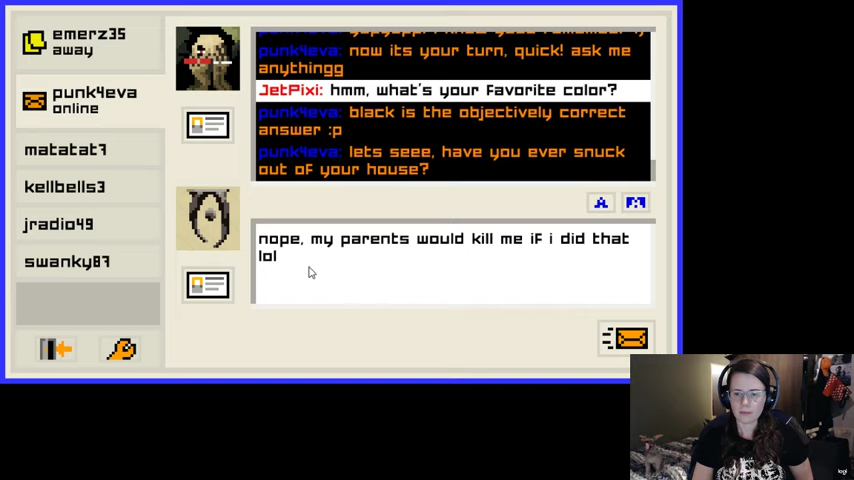 emerz35
away
punk4eva
online
matatat7
kellbells3
jradio49
swanky87
punk4eva: now its your turn, quick! ask me
anythingg
JetPixi: hmm, what's your favorite color?
punk4eva: black is the objectively correct
answer :p
punk4eva: lets seee, have you ever snuck
out of your house?
A
nope, my parents would kill me if i did that
lol
logi